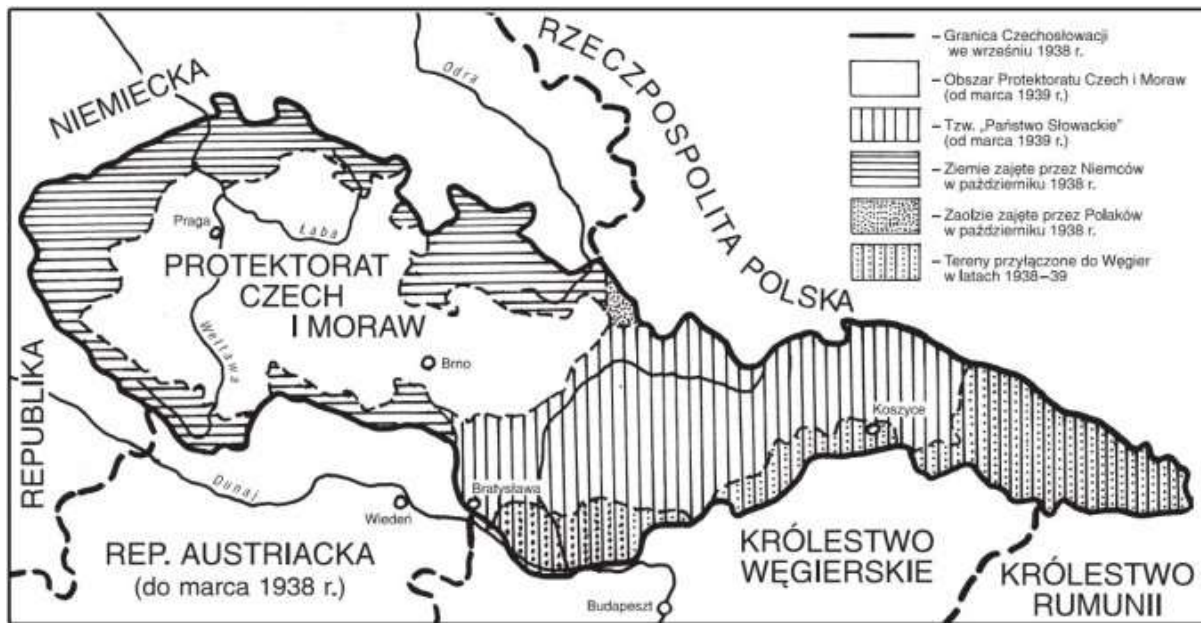 NIEMIECKA
REPUBLIKA
RZECZPOSPOLITA POLSKA
Odra
Praga
Łaba
PROTEKTORAT
CZECH
I MORAW
Wełtawa
Brno
Dunaj
Wiedeń
Bratysława
Koszyce
Budapeszt
REP. AUSTRIACKA
(do marca 1938 r.)
KRÓLESTWO
WĘGIERSKIE
KRÓLESTWO
RUMUNII
– Granica Czechosłowacji
we wrześniu 1938 r.
– Obszar Protektoratu Czech i Moraw
(od marca 1939 r.)
– Tzw. „Państwo Słowackie”
(od marca 1939 r.)
– Ziemie zajęte przez Niemców
w październiku 1938 r.
– Zaolzie zajęte przez Polaków
w październiku 1938 r.
– Tereny przyłączone do Węgier
w latach 1938–39